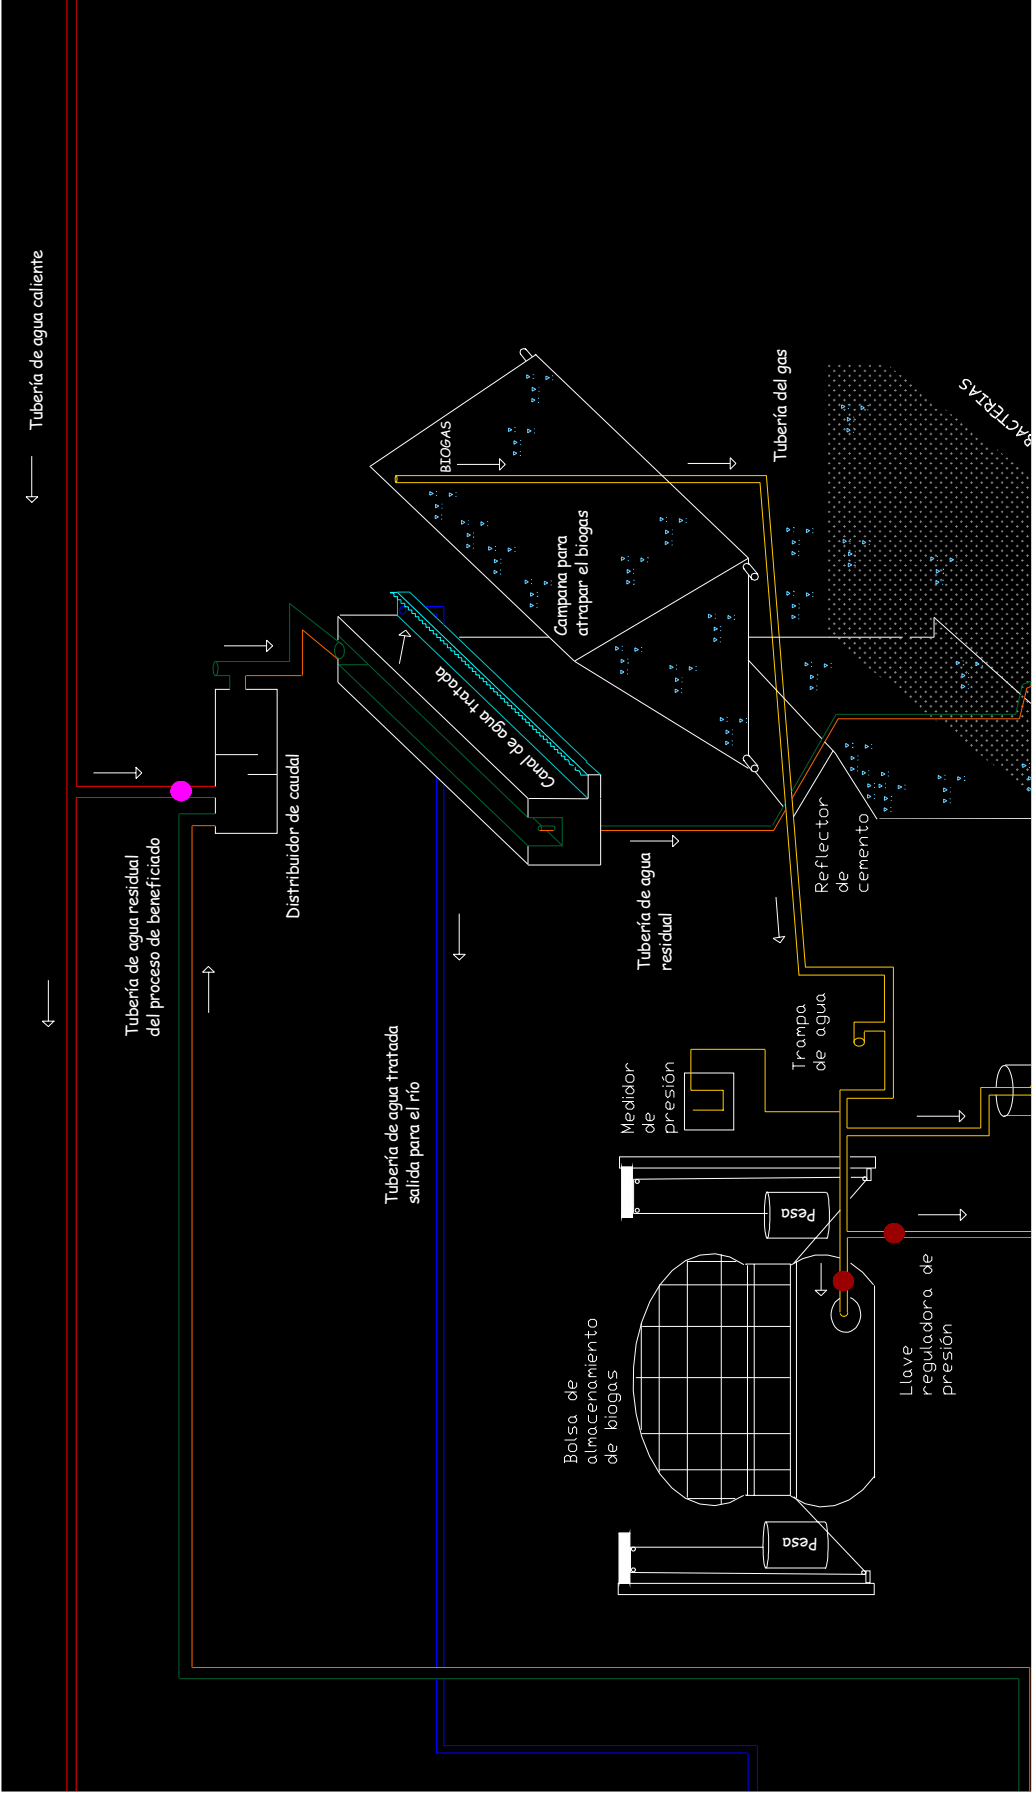 Tubería de agua caliente
Tubería de agua residual
del proceso de beneficiado
Distribuidor de caudal
Canal de agua tratada
BIOGAS
Campana para
atrapar el biogas
Tubería del gas
BACTERIAS
Tubería de agua
residual
Reflector
de
cemento
Tubería de agua tratada
salida para el río
Medidor
de
presión
Trampa
de agua
Pesa
Bolsa de
almacenamiento
de biogas
Llave
reguladora de
presión
Pesa